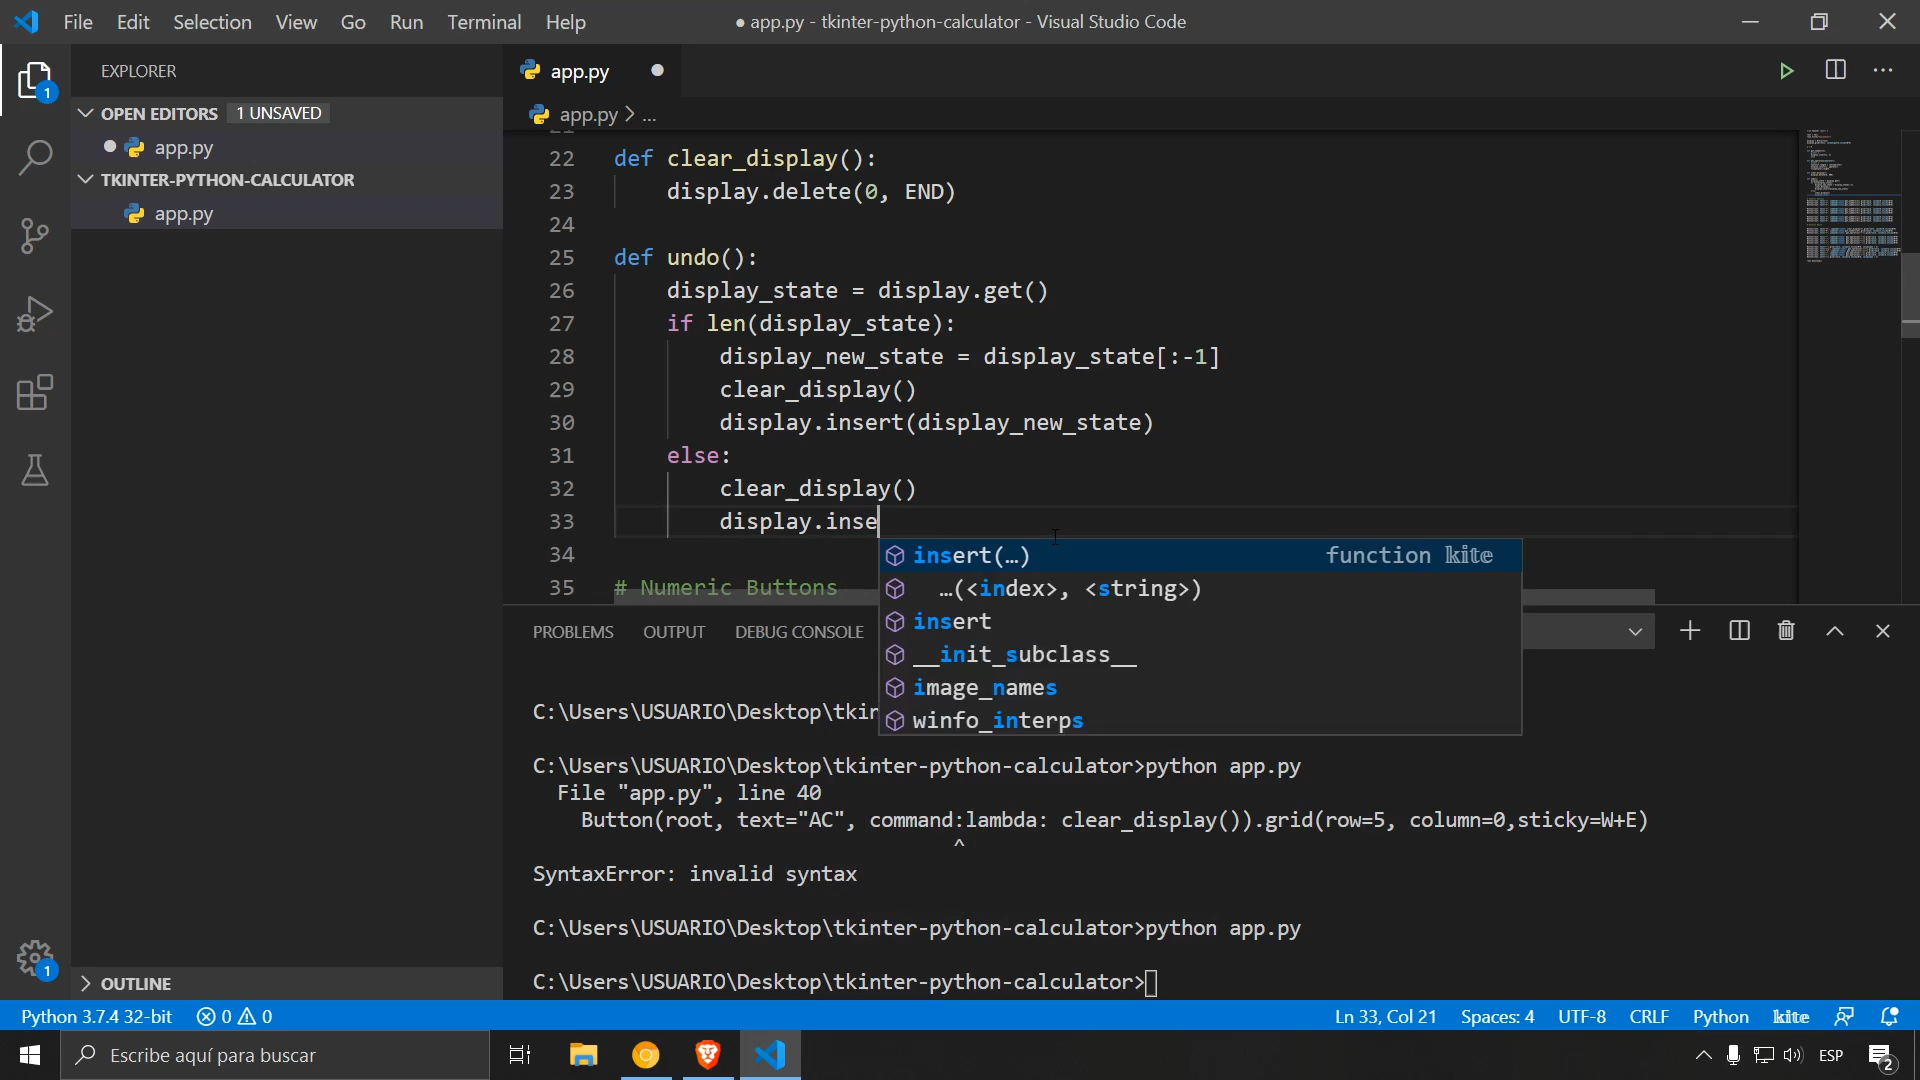 File Edit Selection View Go Run Terminal Help
● app.py - tkinter-python-calculator - Visual Studio Code
EXPLORER
OPEN EDITORS 1 UNSAVED
app.py
TKINTER-PYTHON-CALCULATOR
app.py
OUTLINE
1
1
app.py
app.py > ...
22 def clear_display():
23 display.delete(0, END)
24
25 def undo():
26 display_state = display.get()
27 if len(display_state):
28 display_new_state = display_state[:-1]
29 clear_display()
30 display.insert(display_new_state)
31 else:
32 clear_display()
33 display.inse
34
35 # Numeric Buttons
insert(…) function kite
…(<index>, <string>)
insert
__init_subclass__
image_names
winfo_interps
PROBLEMS OUTPUT DEBUG CONSOLE
C:\Users\USUARIO\Desktop\tkin
C:\Users\USUARIO\Desktop\tkinter-python-calculator>python app.py
File "app.py", line 40
Button(root, text="AC", command:lambda: clear_display()).grid(row=5, column=0,sticky=W+E)
^
SyntaxError: invalid syntax
C:\Users\USUARIO\Desktop\tkinter-python-calculator>python app.py
C:\Users\USUARIO\Desktop\tkinter-python-calculator>
Python 3.7.4 32-bit 0 0 Ln 33, Col 21 Spaces: 4 UTF-8 CRLF Python kite
Escribe aquí para buscar ESP 2